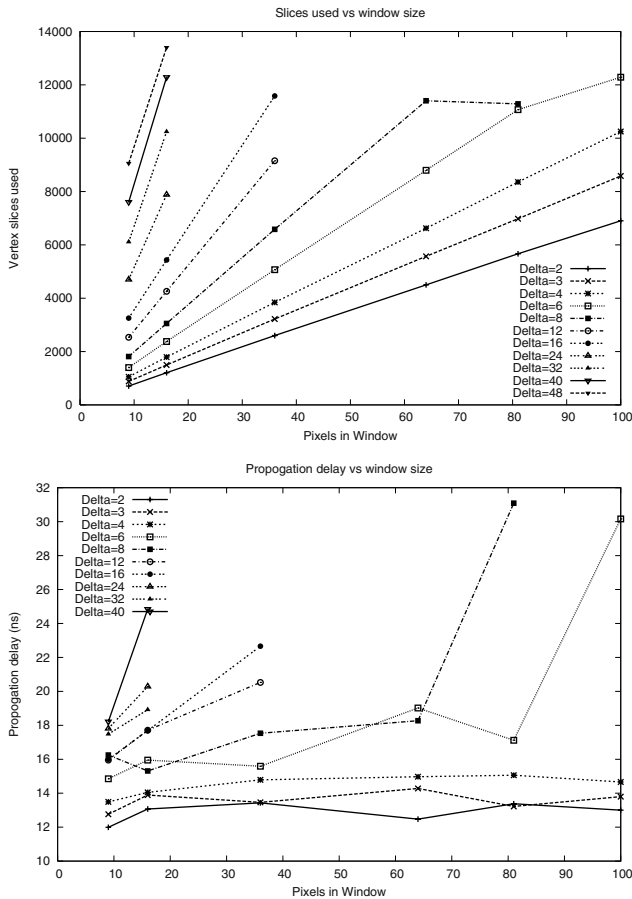 Slices used vs window size
14000
12000
10000
8000
6000
4000
2000
0
Vertex slices used
Delta=2
Delta=3
Delta=4
Delta=6
Delta=8
Delta=12
Delta=16
Delta=24
Delta=32
Delta=40
Delta=48
0 10 20 30 40 50 60 70 80 90 100
Pixels in Window
Propogation delay vs window size
32
30
28
26
24
22
20
18
16
14
12
10
Propogation delay (ns)
Delta=2
Delta=3
Delta=4
Delta=6
Delta=8
Delta=12
Delta=16
Delta=24
Delta=32
Delta=40
0 10 20 30 40 50 60 70 80 90 100
Pixels in Window